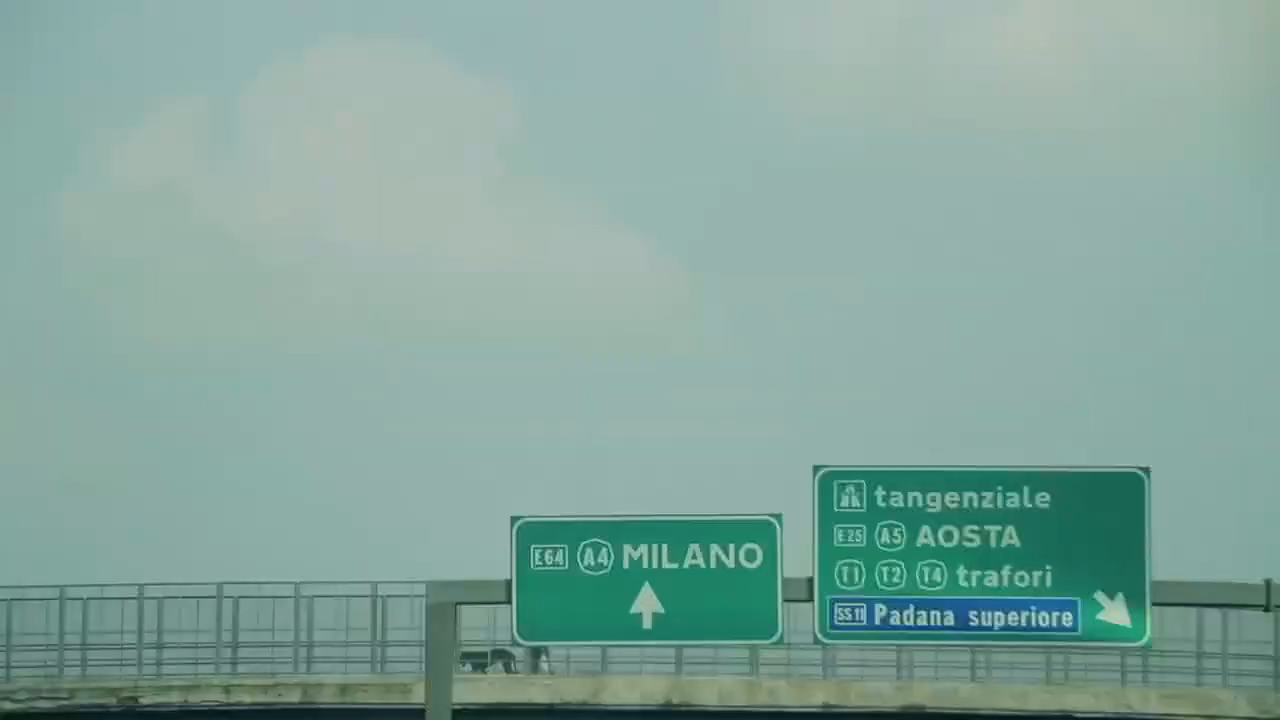 E64 A4 MILANO
tangenziale
E25 A5 AOSTA
T1 T2 T4 trafori
SS11 Padana superiore